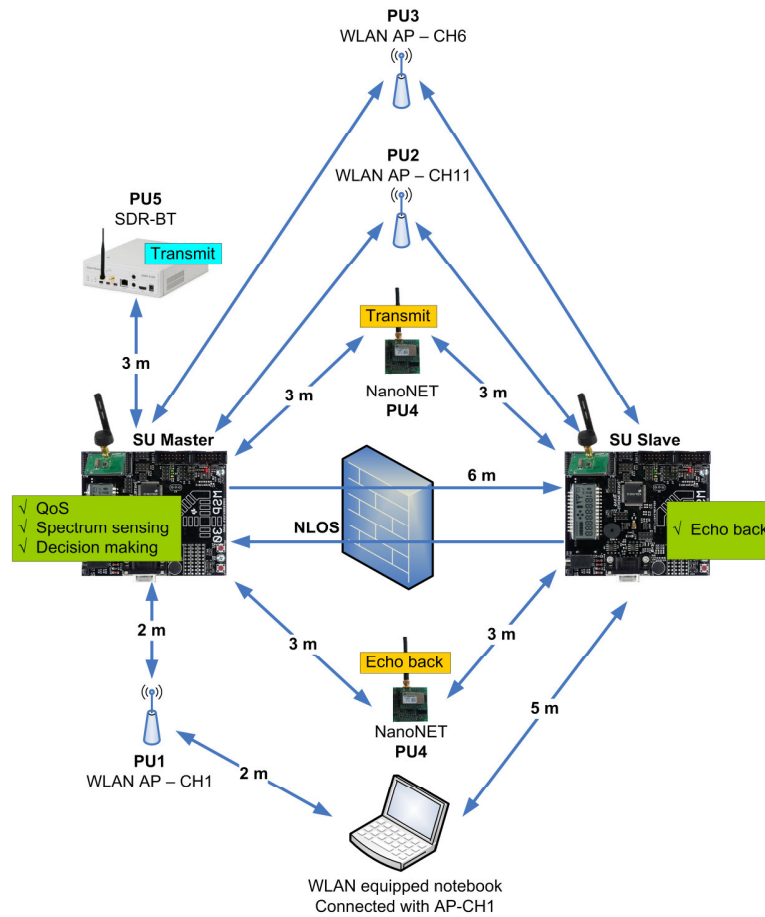 PU3
WLAN AP – CH6
PU2
WLAN AP – CH11
PU5
SDR-BT
Transmit
Transmit
3 m
NanoNET
PU4
3 m
3 m
SU Master
SU Slave
√ QoS
√ Spectrum sensing
√ Decision making
6 m
NLOS
√ Echo back
2 m
3 m
3 m
Echo back
NanoNET
PU4
5 m
PU1
WLAN AP – CH1
2 m
WLAN equipped notebook
Connected with AP-CH1